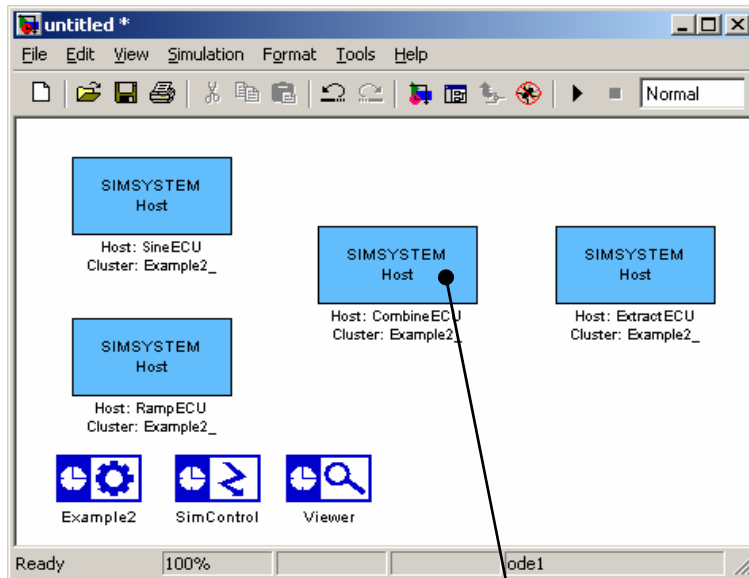 untitled *
File Edit View Simulation Format Tools Help
Normal
SIMSYSTEM
Host
Host: SineECU
Cluster: Example2_
SIMSYSTEM
Host
Host: CombineECU
Cluster: Example2_
SIMSYSTEM
Host
Host: ExtractECU
Cluster: Example2_
SIMSYSTEM
Host
Host: RampECU
Cluster: Example2_
Example2 SimControl Viewer
Ready 100% ode1